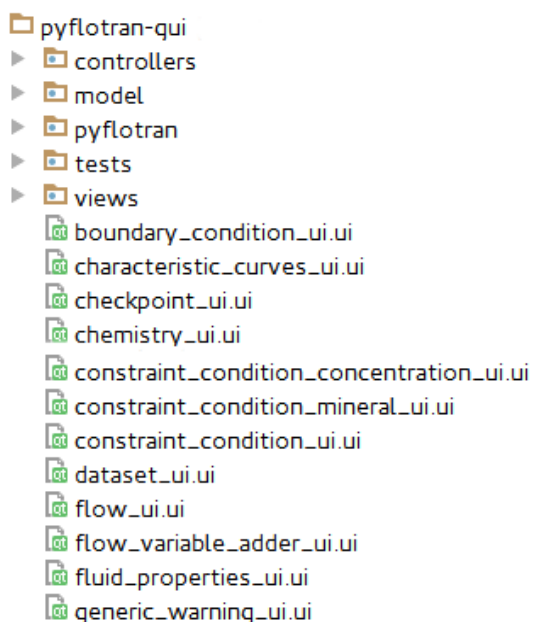 pyflotran-gui
controllers
model
pyflotran
tests
views
boundary_condition_ui.ui
characteristic_curves_ui.ui
checkpoint_ui.ui
chemistry_ui.ui
constraint_condition_concentration_ui.ui
constraint_condition_mineral_ui.ui
constraint_condition_ui.ui
dataset_ui.ui
flow_ui.ui
flow_variable_adder_ui.ui
fluid_properties_ui.ui
generic_warning_ui.ui